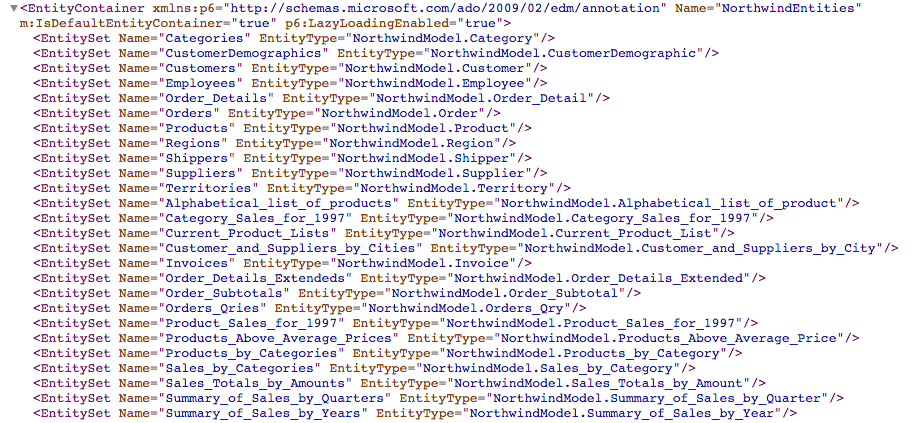 ▼<EntityContainer xmlns:p6="http://schemas.microsoft.com/ado/2009/02/edm/annotation" Name="NorthwindEntities"
m:IsDefaultEntityContainer="true" p6:LazyLoadingEnabled="true">
<EntitySet Name="Categories" EntityType="NorthwindModel.Category"/>
<EntitySet Name="CustomerDemographics" EntityType="NorthwindModel.CustomerDemographic"/>
<EntitySet Name="Customers" EntityType="NorthwindModel.Customer"/>
<EntitySet Name="Employees" EntityType="NorthwindModel.Employee"/>
<EntitySet Name="Order_Details" EntityType="NorthwindModel.Order_Detail"/>
<EntitySet Name="Orders" EntityType="NorthwindModel.Order"/>
<EntitySet Name="Products" EntityType="NorthwindModel.Product"/>
<EntitySet Name="Regions" EntityType="NorthwindModel.Region"/>
<EntitySet Name="Shippers" EntityType="NorthwindModel.Shipper"/>
<EntitySet Name="Suppliers" EntityType="NorthwindModel.Supplier"/>
<EntitySet Name="Territories" EntityType="NorthwindModel.Territory"/>
<EntitySet Name="Alphabetical_list_of_products" EntityType="NorthwindModel.Alphabetical_list_of_product"/>
<EntitySet Name="Category_Sales_for_1997" EntityType="NorthwindModel.Category_Sales_for_1997"/>
<EntitySet Name="Current_Product_Lists" EntityType="NorthwindModel.Current_Product_List"/>
<EntitySet Name="Customer_and_Suppliers_by_Cities" EntityType="NorthwindModel.Customer_and_Suppliers_by_City"/>
<EntitySet Name="Invoices" EntityType="NorthwindModel.Invoice"/>
<EntitySet Name="Order_Details_Extendeds" EntityType="NorthwindModel.Order_Details_Extended"/>
<EntitySet Name="Order_Subtotals" EntityType="NorthwindModel.Order_Subtotal"/>
<EntitySet Name="Orders_Qries" EntityType="NorthwindModel.Orders_Qry"/>
<EntitySet Name="Product_Sales_for_1997" EntityType="NorthwindModel.Product_Sales_for_1997"/>
<EntitySet Name="Products_Above_Average_Prices" EntityType="NorthwindModel.Products_Above_Average_Price"/>
<EntitySet Name="Products_by_Categories" EntityType="NorthwindModel.Products_by_Category"/>
<EntitySet Name="Sales_by_Categories" EntityType="NorthwindModel.Sales_by_Category"/>
<EntitySet Name="Sales_Totals_by_Amounts" EntityType="NorthwindModel.Sales_Totals_by_Amount"/>
<EntitySet Name="Summary_of_Sales_by_Quarters" EntityType="NorthwindModel.Summary_of_Sales_by_Quarter"/>
<EntitySet Name="Summary_of_Sales_by_Years" EntityType="NorthwindModel.Summary_of_Sales_by_Year"/>